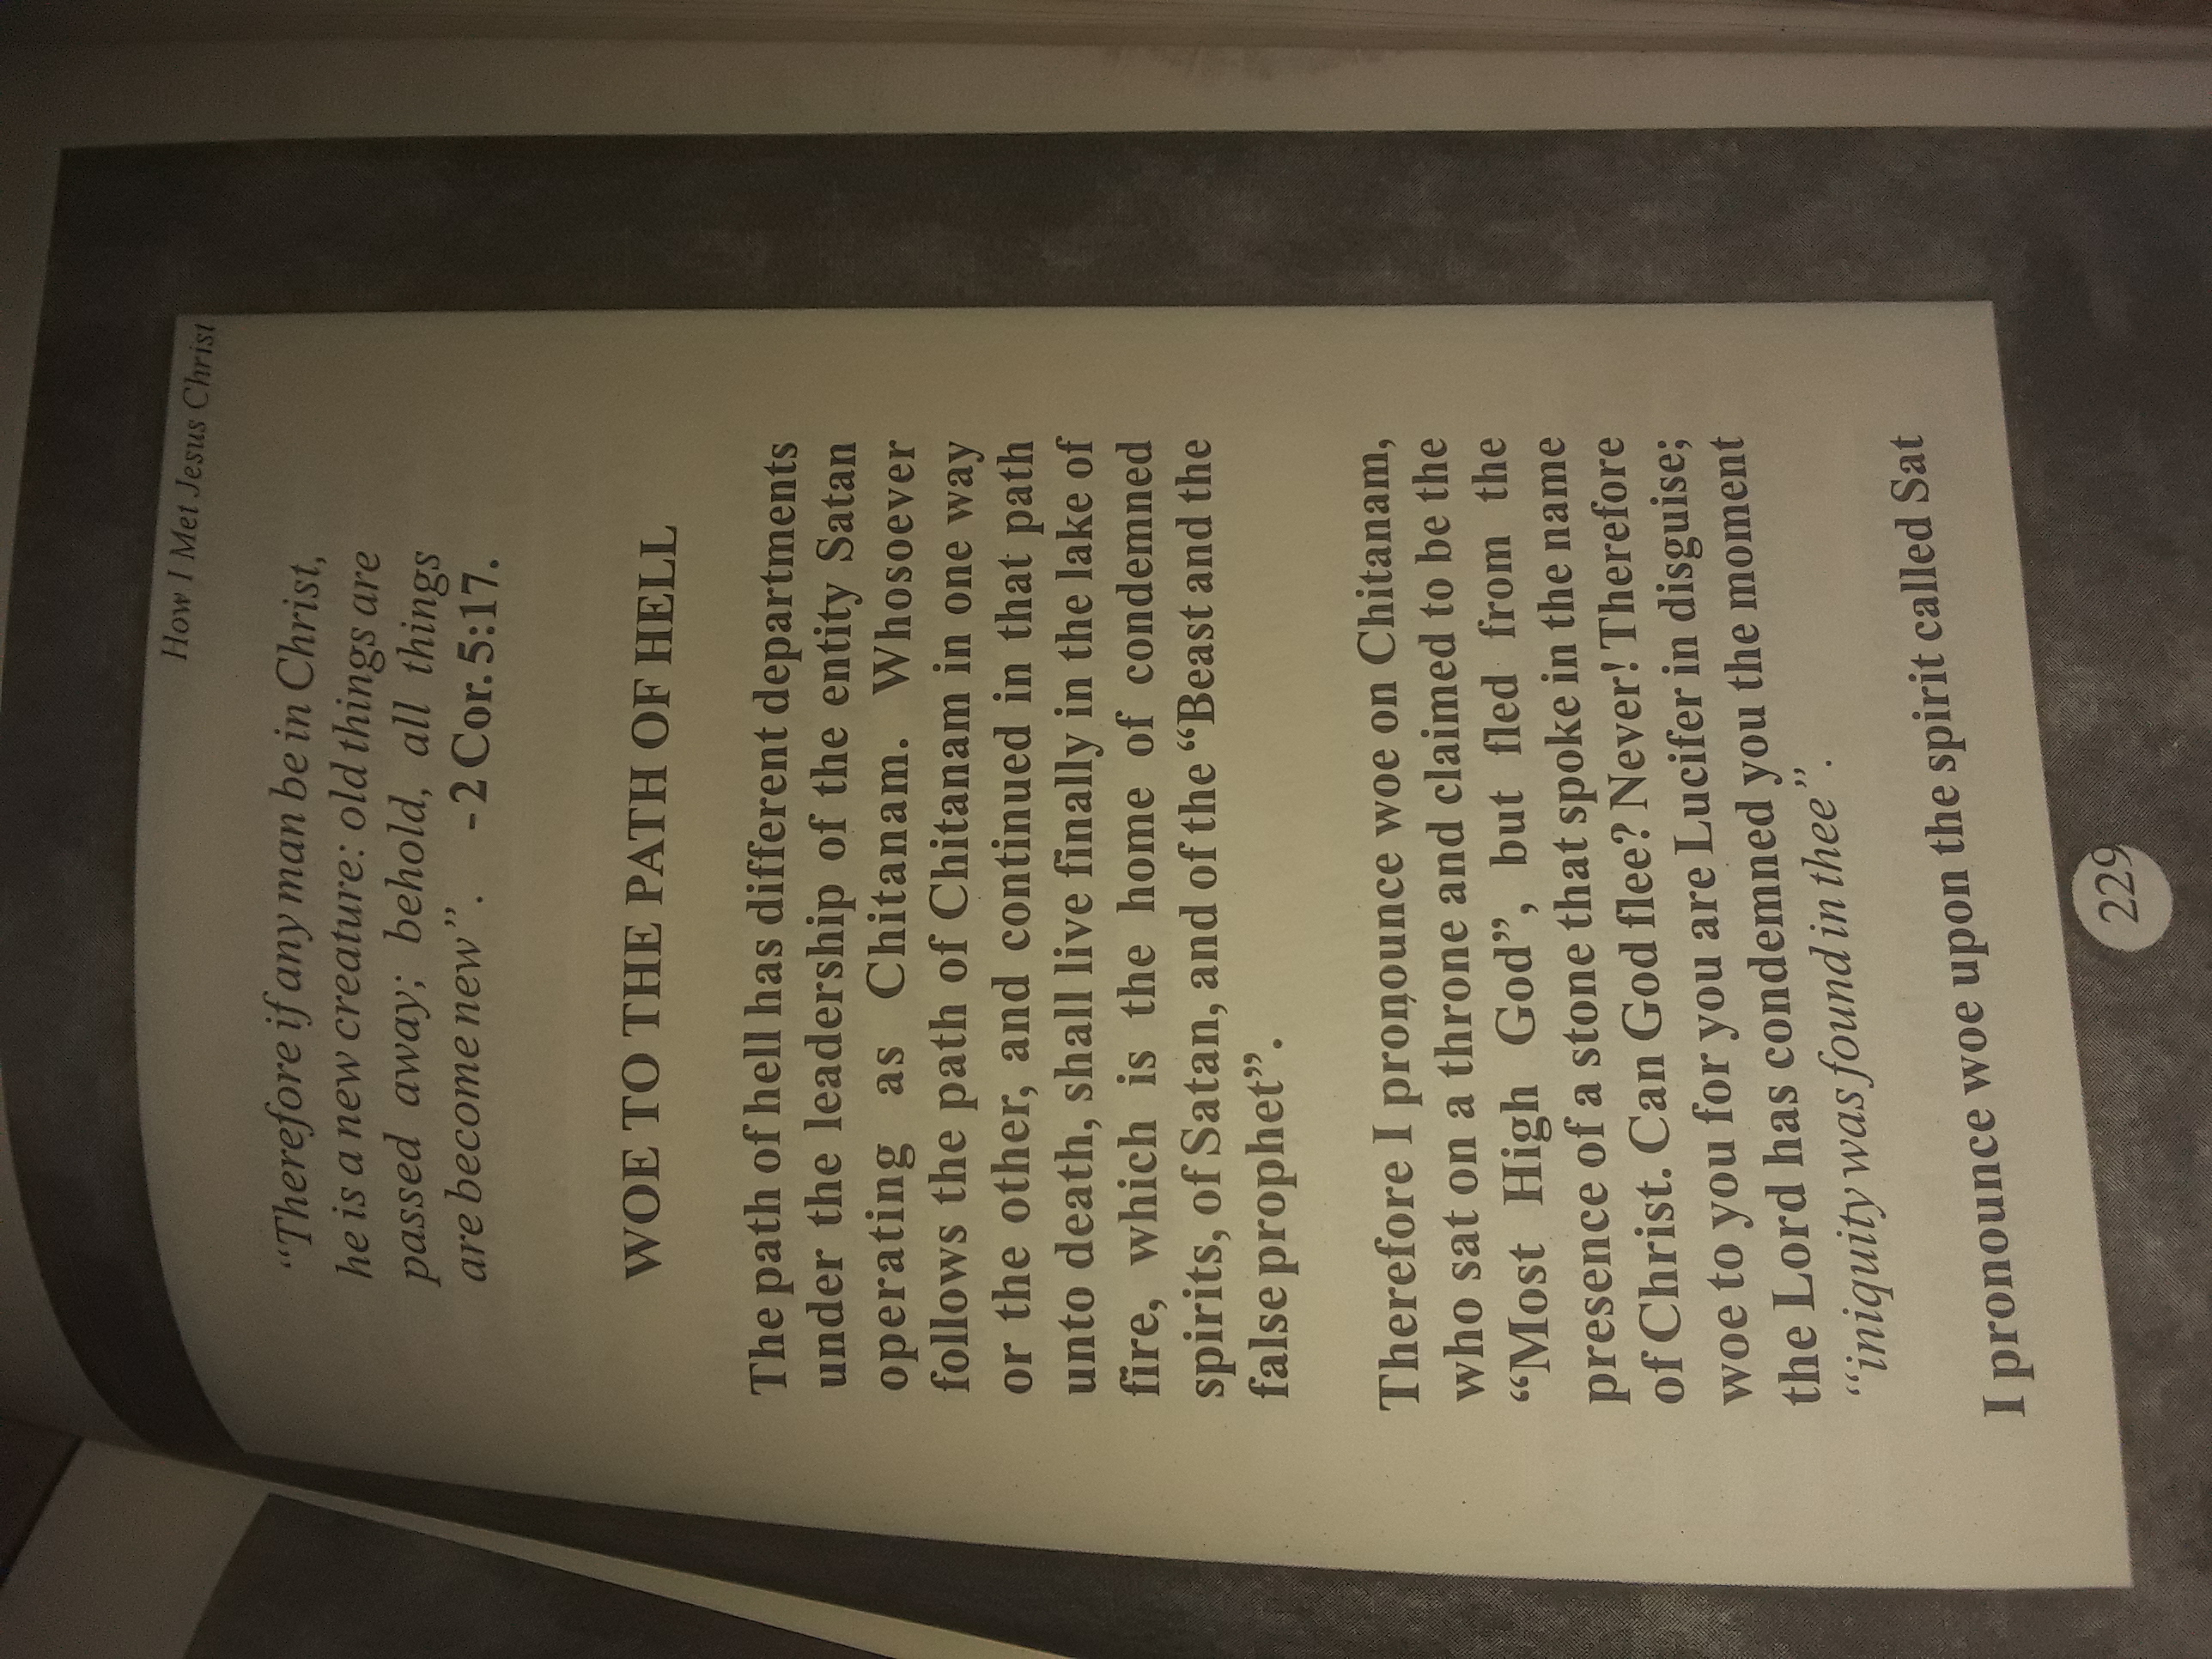 How I Met Jesus Christ
“Therefore if any man be in Christ,
he is a new creature: old things are
passed away; behold, all things
are become new”. -2 Cor. 5:17.
WOE TO THE PATH OF HELL
The path of hell has different departments
under the leadership of the entity Satan
operating as Chitanam. Whosoever
follows the path of Chitanam in one way
or the other, and continued in that path
unto death, shall live finally in the lake of
fire, which is the home of condemned
spirits, of Satan, and of the “Beast and the
false prophet”.
Therefore I pronounce woe on Chitanam,
who sat on a throne and claimed to be the
“Most High God”, but fled from the
presence of a stone that spoke in the name
of Christ. Can God flee? Never! Therefore
woe to you for you are Lucifer in disguise;
the Lord has condemned you the moment
“iniquity was found in thee”.
I pronounce woe upon the spirit called Sat
229